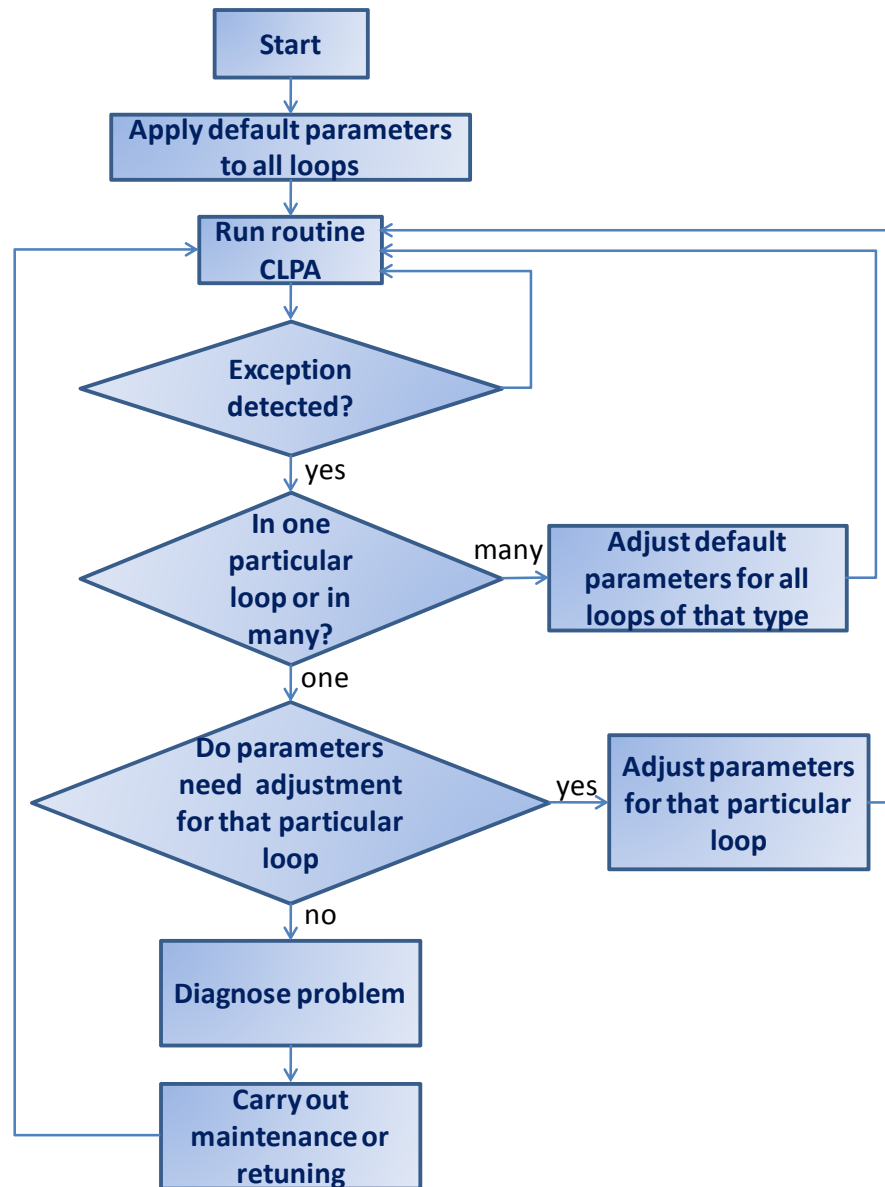 Start
Apply default parameters
to all loops
Run routine
CLPA
Exception
detected?
yes
In one
particular
loop or in
many?
many
Adjust default
parameters for all
loops of that type
one
Do parameters
need adjustment
for that particular
loop
yes
Adjust parameters
for that particular
loop
no
Diagnose problem
Carry out
maintenance or
retuning